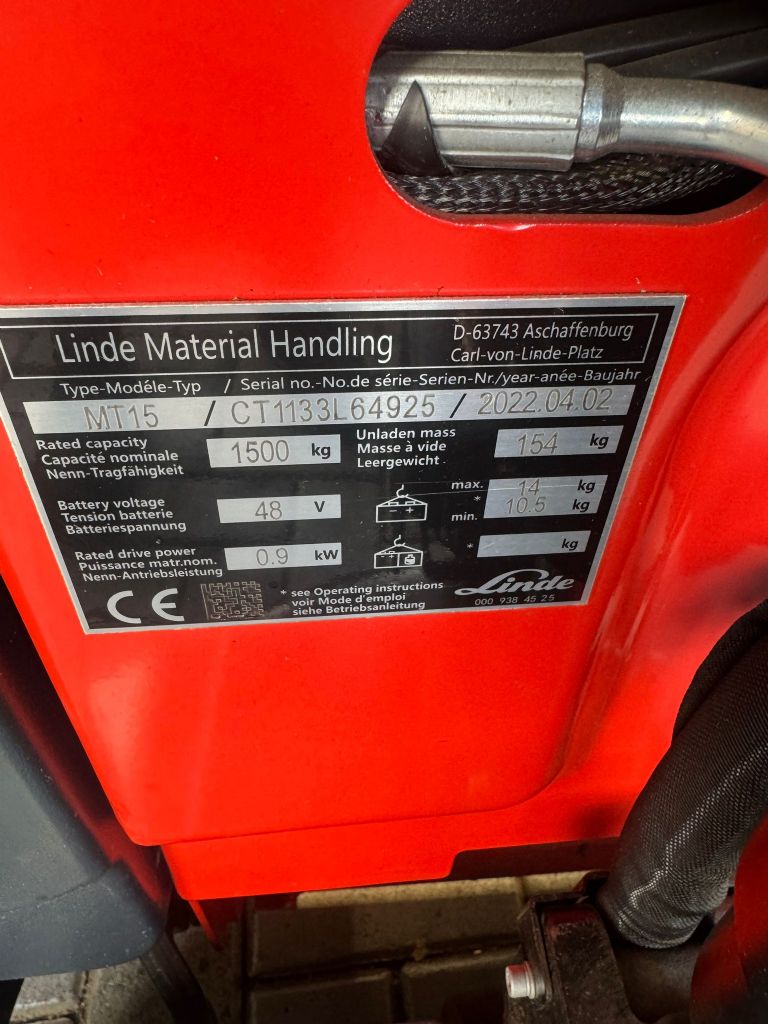 Linde Material Handling
D-63743 Aschaffenburg
Carl-von-Linde-Platz
Type-Modéle-Typ / Serial no.-No.de série-Serien-Nr./year-anée-Baujahr
MT15 / CT1133L64925 / 2022.04.02
Rated capacity
Capacité nominale
Nenn-Tragfähigkeit
1500 kg
Unladen mass
Masse à vide
Leergewicht
154 kg
Battery voltage
Tension batterie
Batteriespannung
48 V
max. 14 kg
*
min. 10.5 kg
Rated drive power
Puissance matr.nom.
Nenn-Antriebsleistung
0.9 kW
* kg
CE
* see Operating instructions
voir Mode d'emploi
siehe Betriebsanleitung
Linde
000 938 45 25